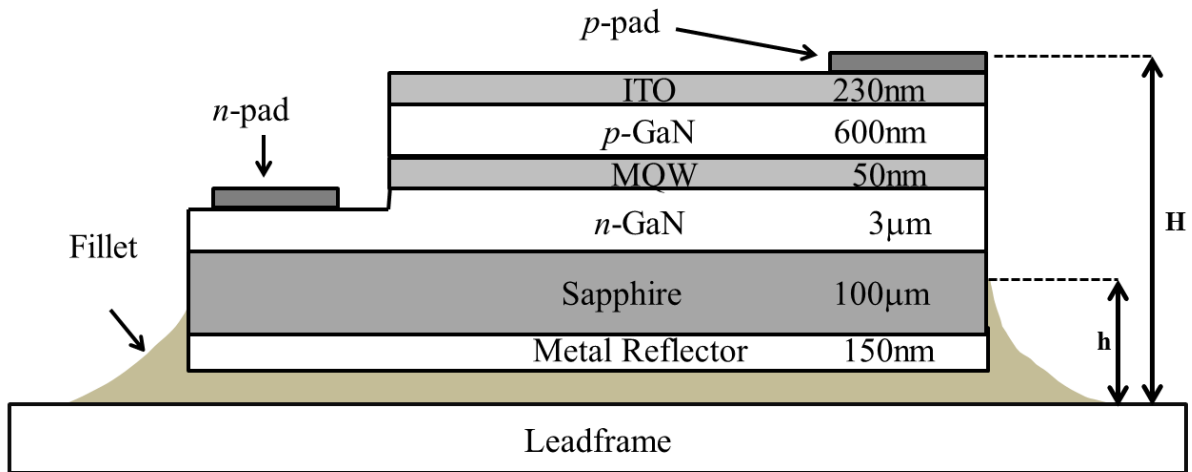 p-pad
ITO 230nm
n-pad
p-GaN 600nm
MQW 50nm
n-GaN 3μm
H
Fillet
Sapphire 100μm
h
Metal Reflector 150nm
Leadframe